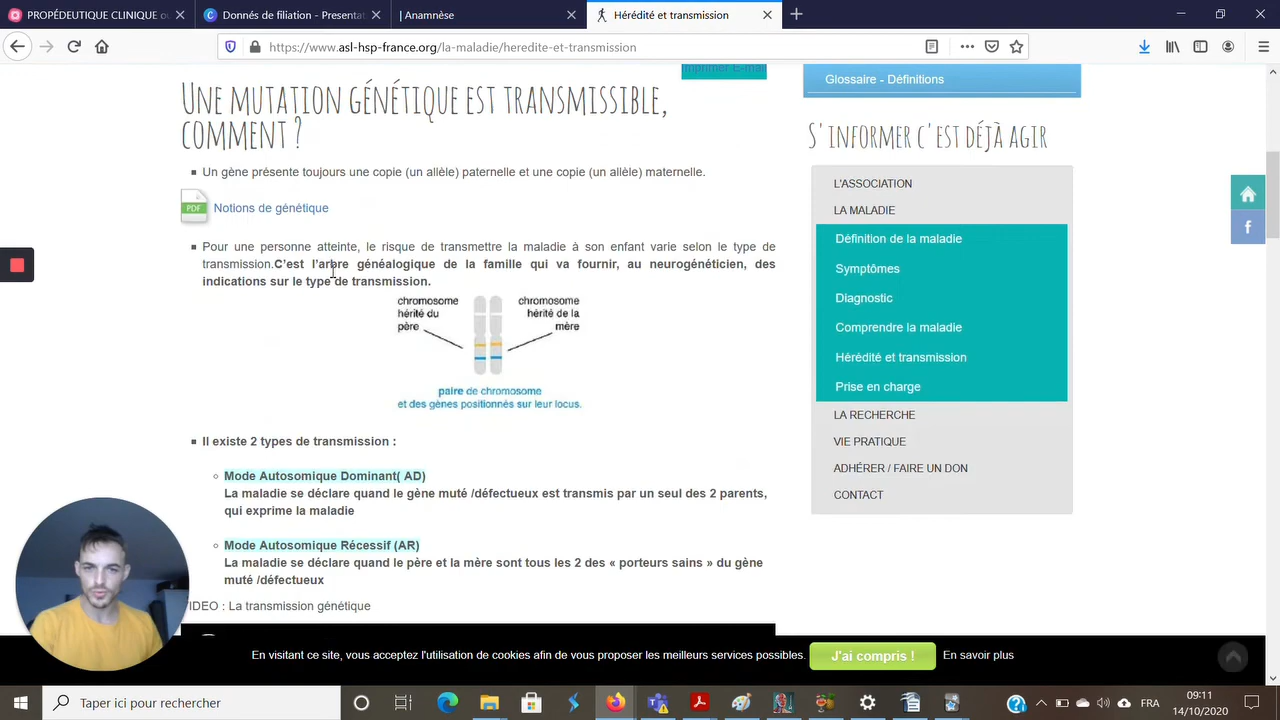 PROPÉDEUTIQUE CLINIQUE ou
Donnés de filiation - Presentat
| Anamnèse
Hérédité et transmission
https://www.asl-hsp-france.org/la-maladie/heredite-et-transmission
Imprimer E-mail
Glossaire - Définitions
Une mutation génétique est transmissible,
comment ?
Un gène présente toujours une copie (un allèle) paternelle et une copie (un allèle) maternelle.
PDF
Notions de génétique
Pour une personne atteinte, le risque de transmettre la maladie à son enfant varie selon le type de
transmission.C'est l'arbre généalogique de la famille qui va fournir, au neurogénéticien, des
indications sur le type de transmission.
chromosome
hérité du
père
chromosome
hérité de la
mère
paire de chromosome
et des gènes positionnés sur leur locus.
Il existe 2 types de transmission :
Mode Autosomique Dominant( AD)
La maladie se déclare quand le gène muté /défectueux est transmis par un seul des 2 parents,
qui exprime la maladie
Mode Autosomique Récessif (AR)
La maladie se déclare quand le père et la mère sont tous les 2 des « porteurs sains » du gène
muté /défectueux
IDEO : La transmission génétique
S'informer c'est déjà agir
L'ASSOCIATION
LA MALADIE
Définition de la maladie
Symptômes
Diagnostic
Comprendre la maladie
Hérédité et transmission
Prise en charge
LA RECHERCHE
VIE PRATIQUE
ADHÉRER / FAIRE UN DON
CONTACT
f
En visitant ce site, vous acceptez l'utilisation de cookies afin de vous proposer les meilleurs services possibles.
J'ai compris !
En savoir plus
Taper ici pour rechercher
FRA
09:11
14/10/2020